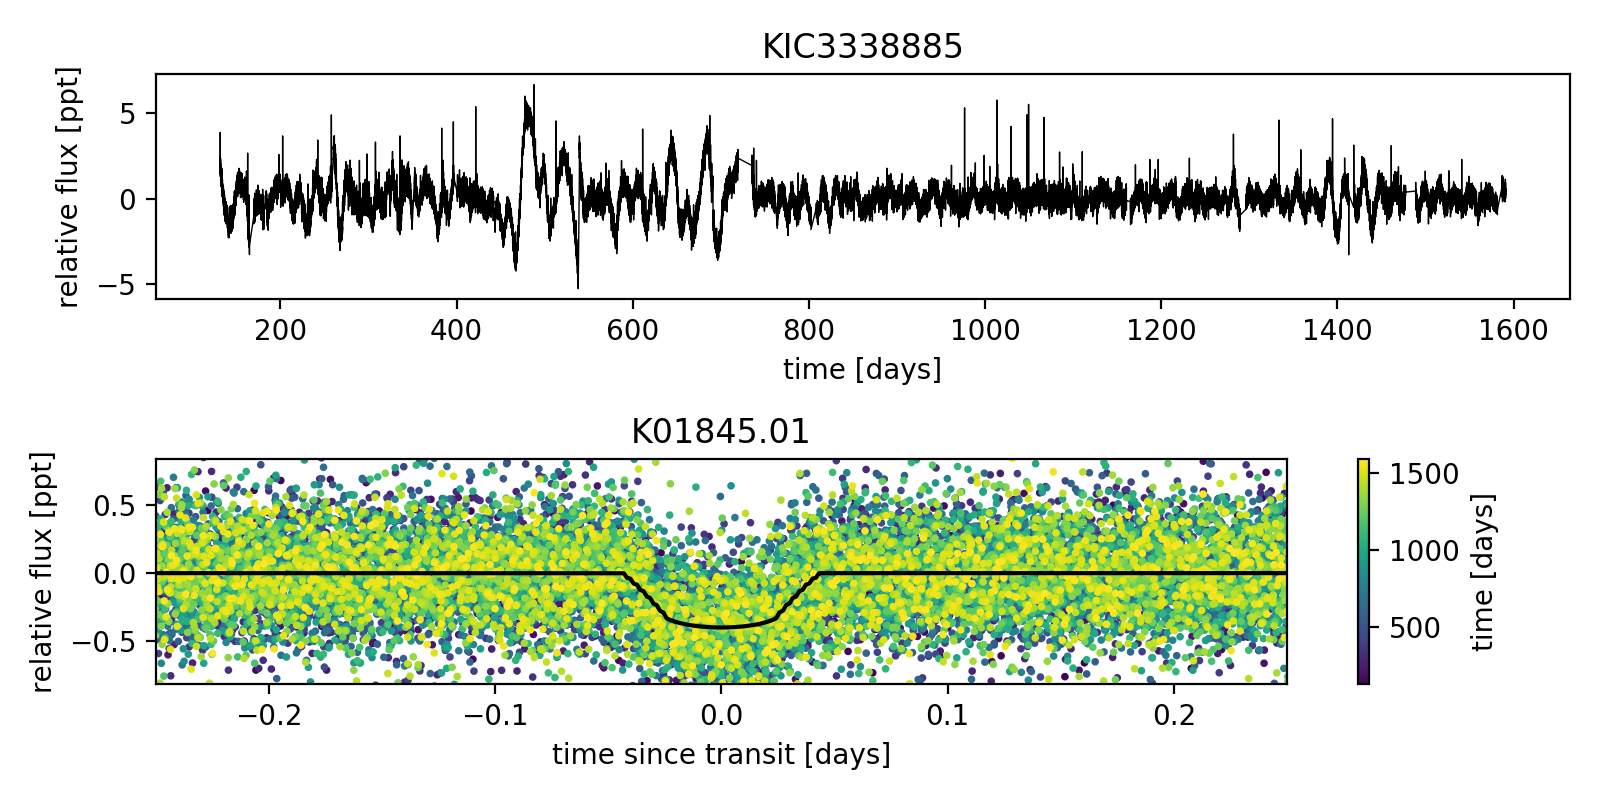 KIC3338885
relative flux [ppt]
5
0
−5
200 400 600 800 1000 1200 1400 1600
time [days]
K01845.01
relative flux [ppt]
0.5
0.0
−0.5
−0.2 −0.1 0.0 0.1 0.2
time since transit [days]
1500
1000
500
time [days]